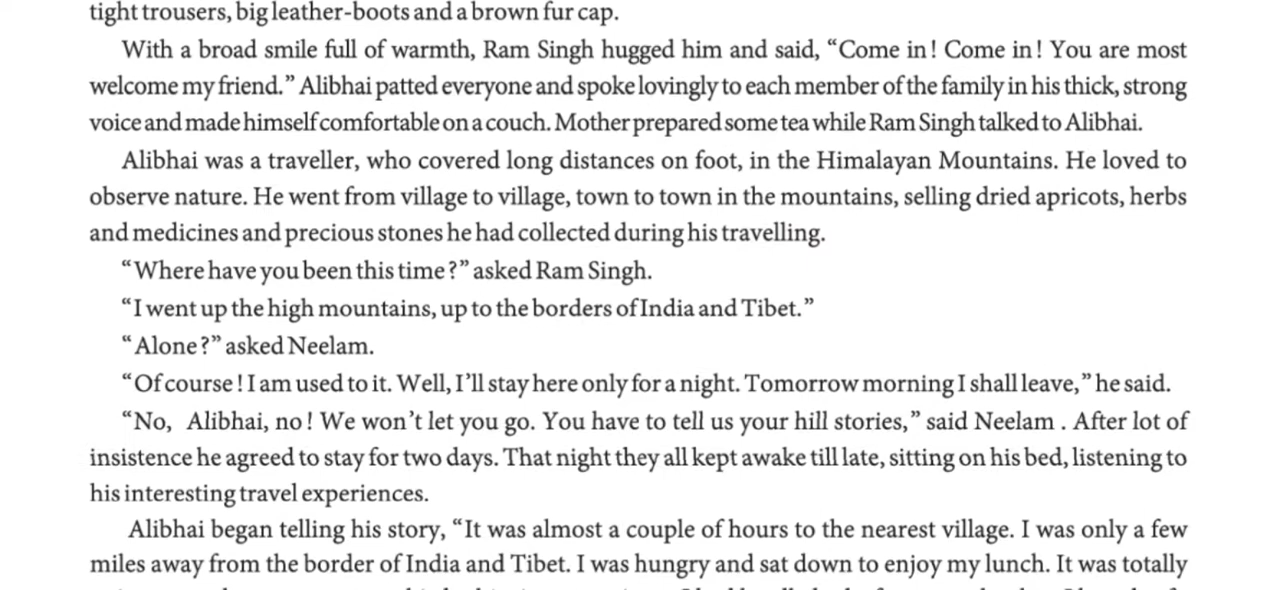 tight trousers, big leather-boots and a brown fur cap.
With a broad smile full of warmth, Ram Singh hugged him and said, “Come in! Come in! You are most
welcome my friend.” Alibhai patted everyone and spoke lovingly to each member of the family in his thick, strong
voice and made himself comfortable on a couch. Mother prepared some tea while Ram Singh talked to Alibhai.
Alibhai was a traveller, who covered long distances on foot, in the Himalayan Mountains. He loved to
observe nature. He went from village to village, town to town in the mountains, selling dried apricots, herbs
and medicines and precious stones he had collected during his travelling.
“Where have you been this time?” asked Ram Singh.
“I went up the high mountains, up to the borders of India and Tibet.”
“Alone?” asked Neelam.
“Of course! I am used to it. Well, I’ll stay here only for a night. Tomorrow morning I shall leave,” he said.
“No, Alibhai, no! We won’t let you go. You have to tell us your hill stories,” said Neelam . After lot of
insistence he agreed to stay for two days. That night they all kept awake till late, sitting on his bed, listening to
his interesting travel experiences.
Alibhai began telling his story, “It was almost a couple of hours to the nearest village. I was only a few
miles away from the border of India and Tibet. I was hungry and sat down to enjoy my lunch. It was totally